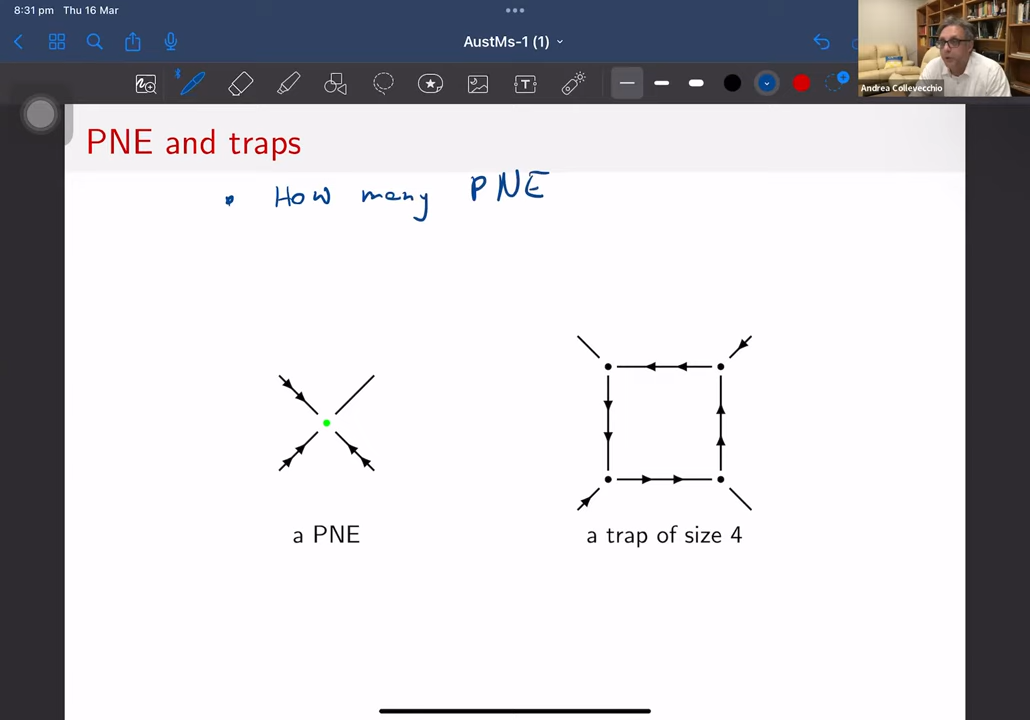 8:31 pm Thu 16 Mar
AustMs-1 (1)
Andrea Collevecchio
PNE and traps
• How many PNE
a PNE
a trap of size 4